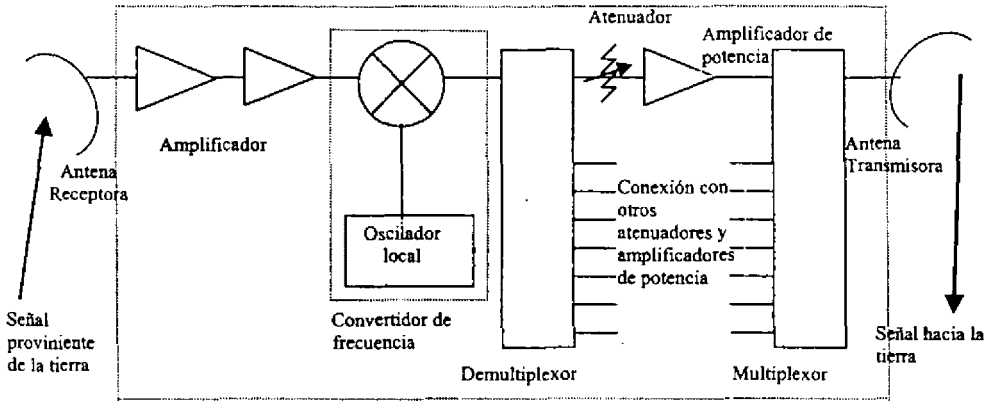 Atenuador
Amplificador de
potencia
Amplificador
Antena
Receptora
Antena
Transmisora
Oscilador
local
Conexión con
otros
atenuadores y
amplificadores
de potencia
Señal
proviniente
de la tierra
Convertidor de
frecuencia
Señal hacia la
tierra
Demultiplexor
Multiplexor